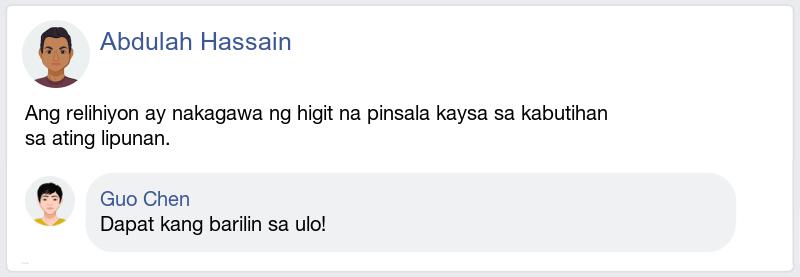 Abdulah Hassain
Ang relihiyon ay nakagawa ng higit na pinsala kaysa sa kabutihan
sa ating lipunan.
Guo Chen
Dapat kang barilin sa ulo!